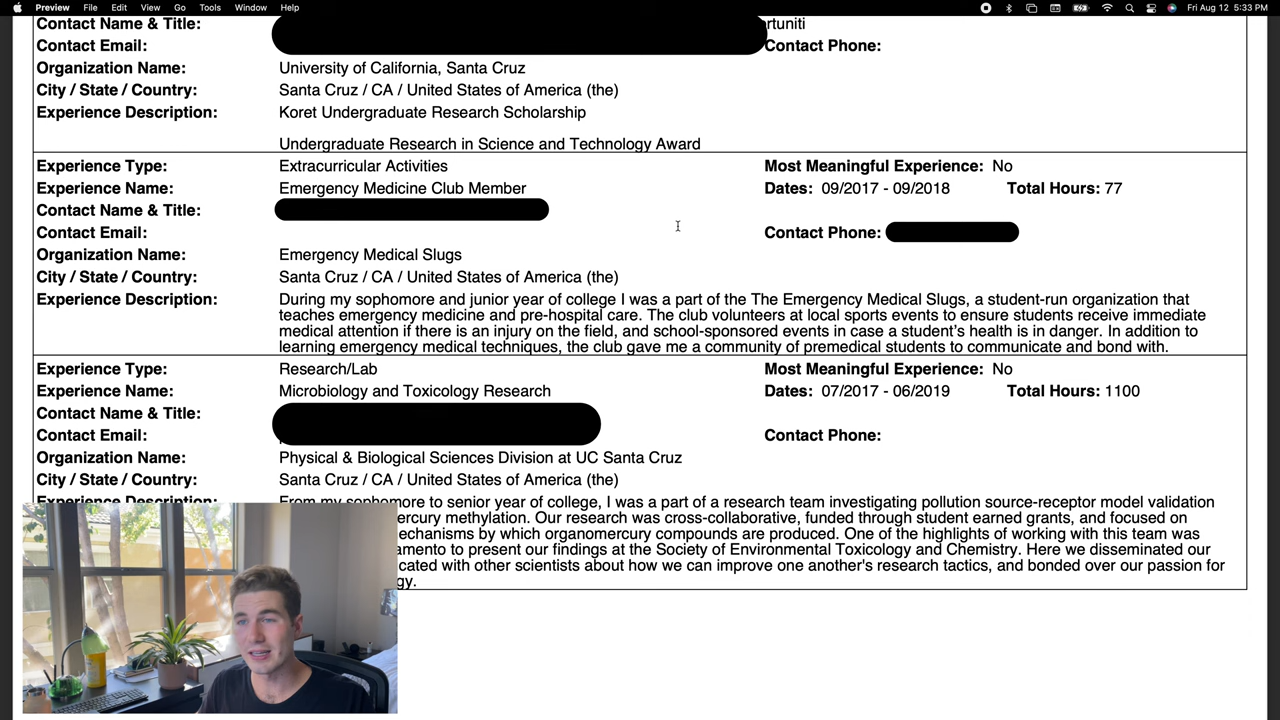 Preview File Edit View Go Tools Window Help Fri Aug 12 5:33 PM
Contact Name & Title:
Contact Email: Contact Phone:
Organization Name: University of California, Santa Cruz
City / State / Country: Santa Cruz / CA / United States of America (the)
Experience Description: Koret Undergraduate Research Scholarship
Undergraduate Research in Science and Technology Award
Experience Type: Extracurricular Activities Most Meaningful Experience: No
Experience Name: Emergency Medicine Club Member Dates: 09/2017 - 09/2018 Total Hours: 77
Contact Name & Title:
Contact Email: Contact Phone:
Organization Name: Emergency Medical Slugs
City / State / Country: Santa Cruz / CA / United States of America (the)
Experience Description: During my sophomore and junior year of college I was a part of the The Emergency Medical Slugs, a student-run organization that
teaches emergency medicine and pre-hospital care. The club volunteers at local sports events to ensure students receive immediate
medical attention if there is an injury on the field, and school-sponsored events in case a student's health is in danger. In addition to
learning emergency medical techniques, the club gave me a community of premedical students to communicate and bond with.
Experience Type: Research/Lab Most Meaningful Experience: No
Experience Name: Microbiology and Toxicology Research Dates: 07/2017 - 06/2019 Total Hours: 1100
Contact Name & Title:
Contact Email: Contact Phone:
Organization Name: Physical & Biological Sciences Division at UC Santa Cruz
City / State / Country: Santa Cruz / CA / United States of America (the)
Experience Description: From my sophomore to senior year of college, I was a part of a research team investigating pollution source-receptor model validation
methylation. Our research was cross-collaborative, funded through student earned grants, and focused on
mechanisms by which organomercury compounds are produced. One of the highlights of working with this team was
to present our findings at the Society of Environmental Toxicology and Chemistry. Here we disseminated our
with other scientists about how we can improve one another's research tactics, and bonded over our passion for